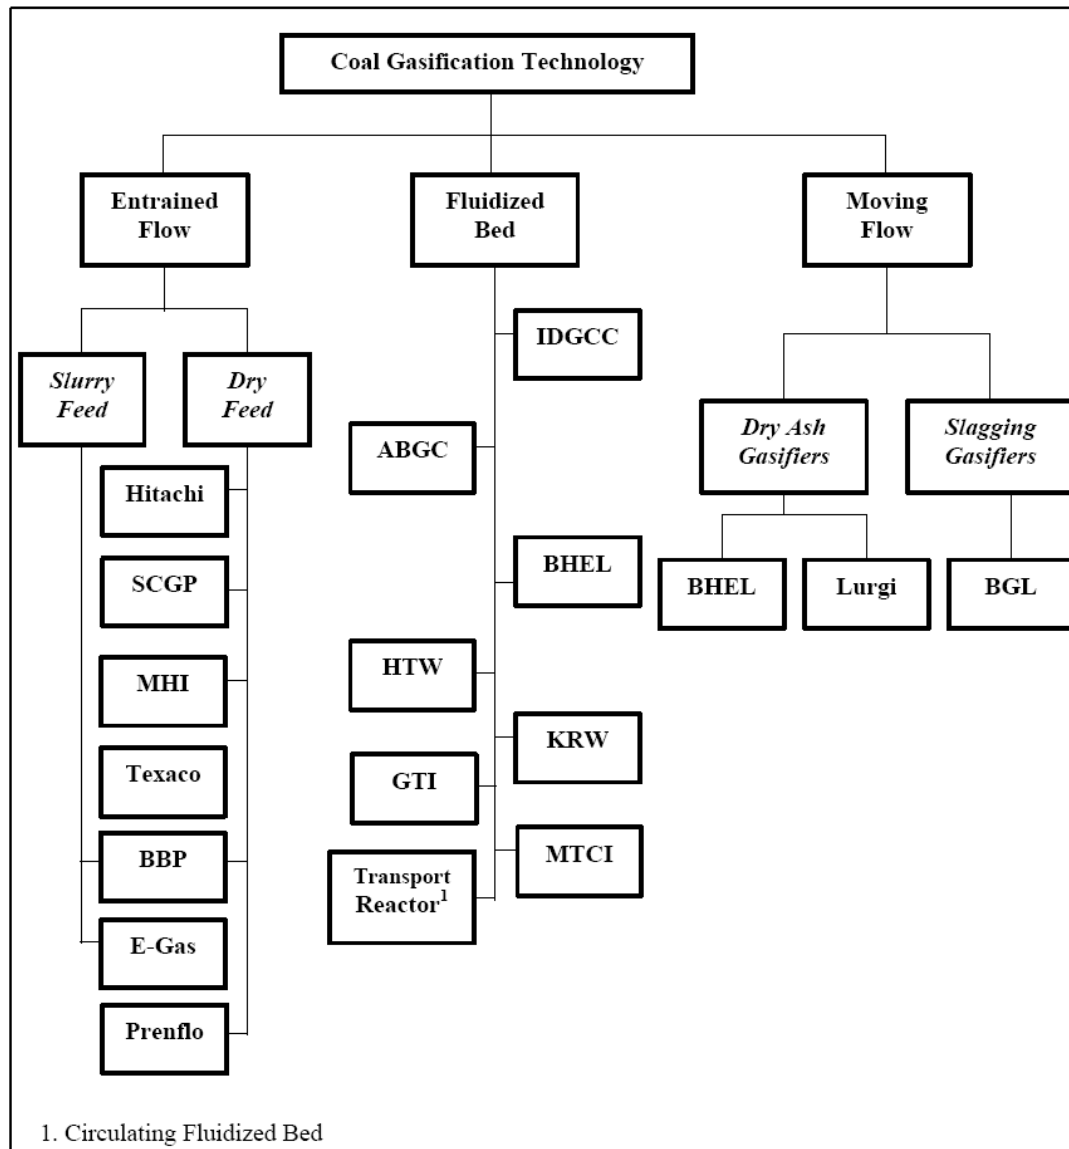 Coal Gasification Technology
Entrained
Flow
Fluidized
Bed
Moving
Flow
Slurry
Feed
Dry
Feed
Hitachi
SCGP
MHI
Texaco
BBP
E-Gas
Prenflo
IDGCC
ABGC
BHEL
HTW
KRW
GTI
MTCI
Transport
Reactor1
Dry Ash
Gasifiers
Slagging
Gasifiers
BHEL
Lurgi
BGL
1. Circulating Fluidized Bed